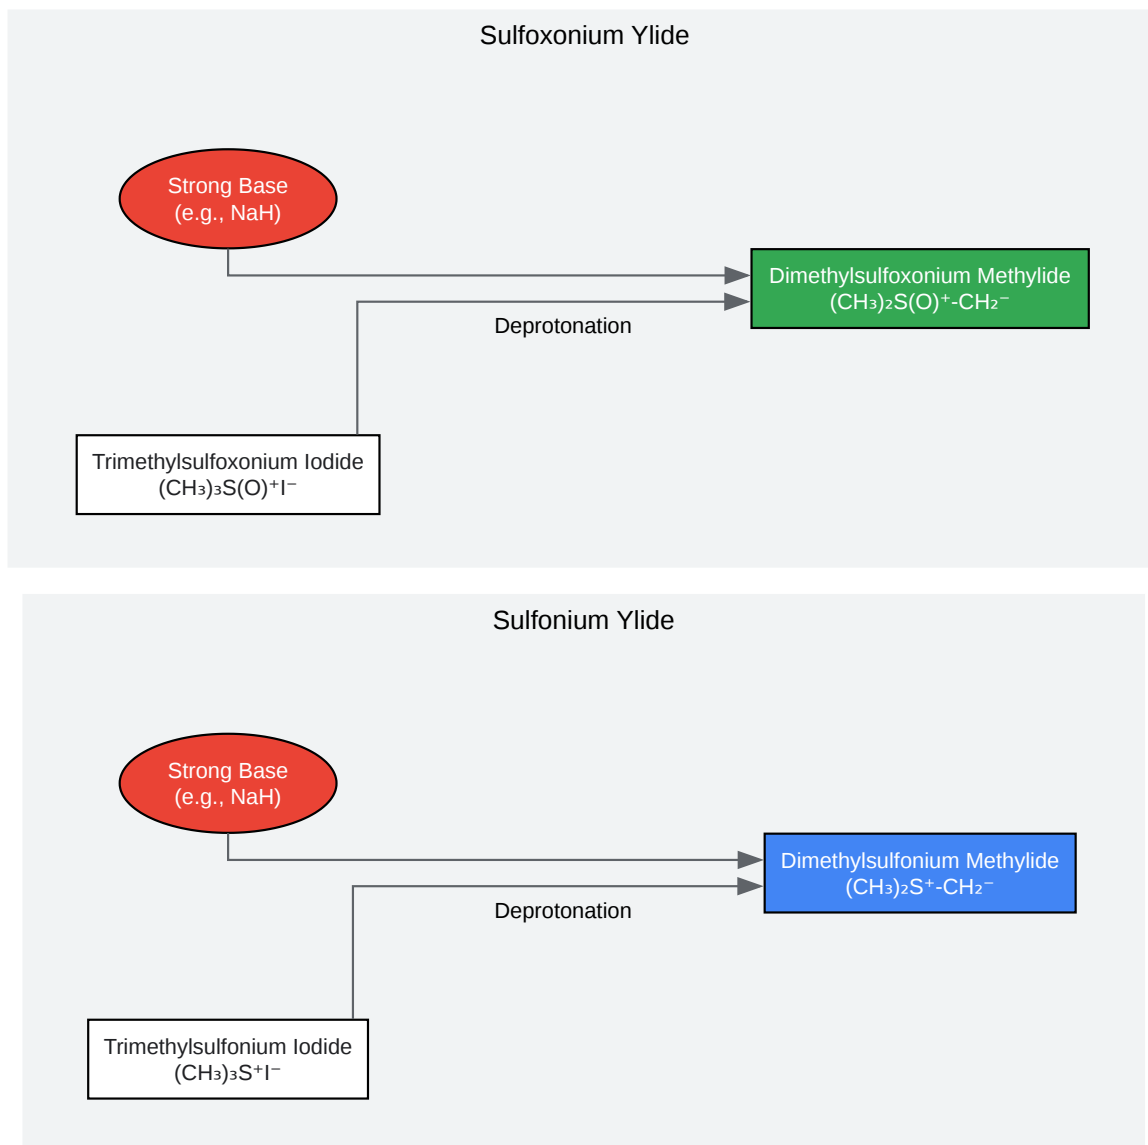 Sulfoxonium Ylide
Strong Base
(e.g., NaH)
Dimethylsulfoxonium Methylide
(CH₃)₂S(O)⁺-CH₂⁻
Deprotonation
Trimethylsulfoxonium Iodide
(CH₃)₃S(O)⁺I⁻
Sulfonium Ylide
Strong Base
(e.g., NaH)
Dimethylsulfonium Methylide
(CH₃)₂S⁺-CH₂⁻
Deprotonation
Trimethylsulfonium Iodide
(CH₃)₃S⁺I⁻